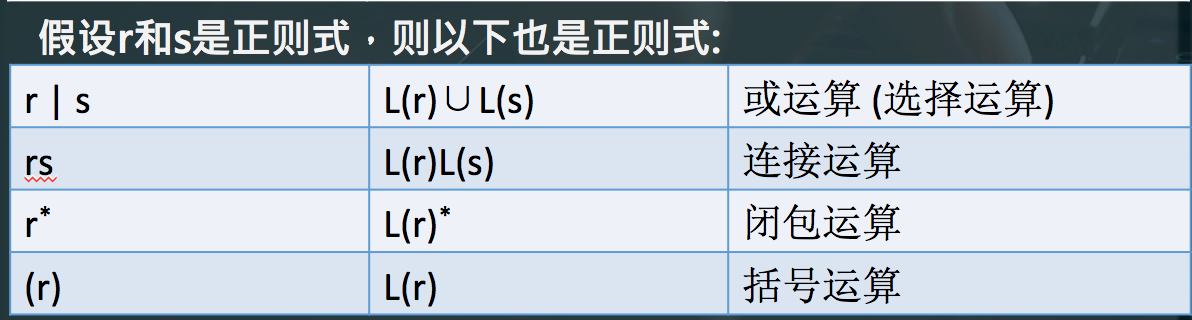 假设r和s是正则式，则以下也是正则式:
r | s L(r)∪L(s) 或运算 (选择运算)
rs L(r)L(s) 连接运算
r* L(r)* 闭包运算
(r) L(r) 括号运算